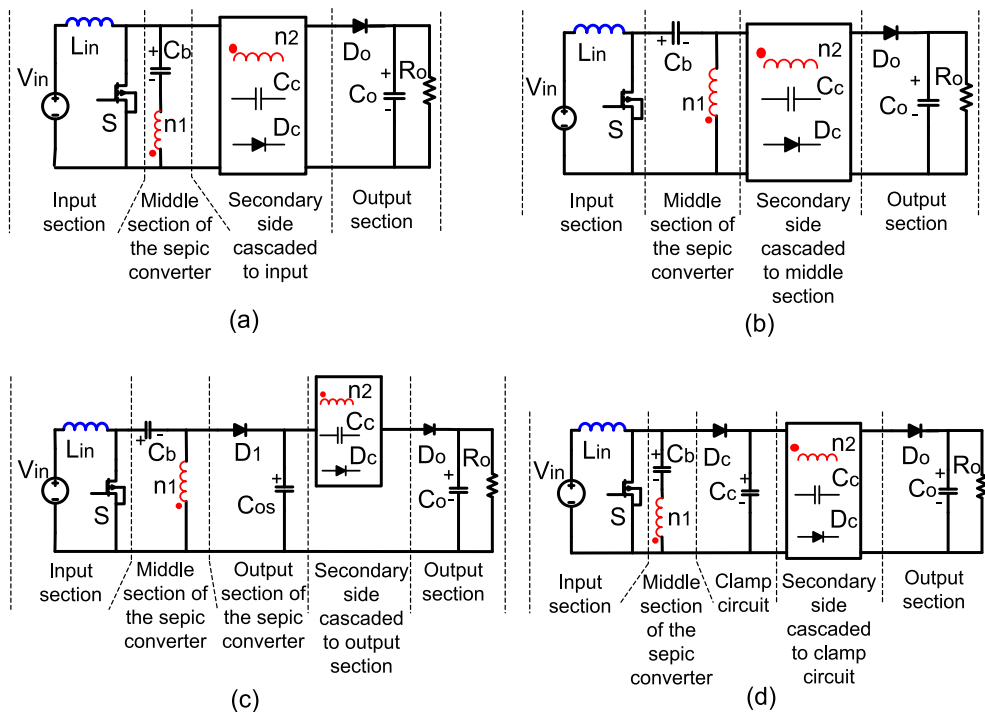 Lin
Vin
S
+
Cb
-
n1
n2
Cc
Dc
Do
+
Co
-
Ro
Input
section
Middle
section of
the sepic
converter
Secondary
side
cascaded
to input
Output
section
(a)
Lin
Vin
S
+ -
Cb
n1
n2
Cc
Dc
Do
+
Co
-
Ro
Input
section
Middle
section of
the sepic
converter
Secondary
side
cascaded
to middle
section
Output
section
(b)
Lin
Vin
S
+ -
Cb
n1
D1
+
Cos
n2
Cc
Dc
Do
+
Co
-
Ro
Input
section
Middle
section of
the sepic
converter
Output
section of
the sepic
converter
Secondary
side
cascaded
to output
section
Output
section
(c)
Lin
Vin
S
+
Cb
-
n1
Dc
+
Cc
-
n2
Cc
Dc
Do
+
Co
-
Ro
Input
section
Middle
section
of the
sepic
converter
Clamp
circuit
Secondary
side
cascaded
to clamp
circuit
Output
section
(d)